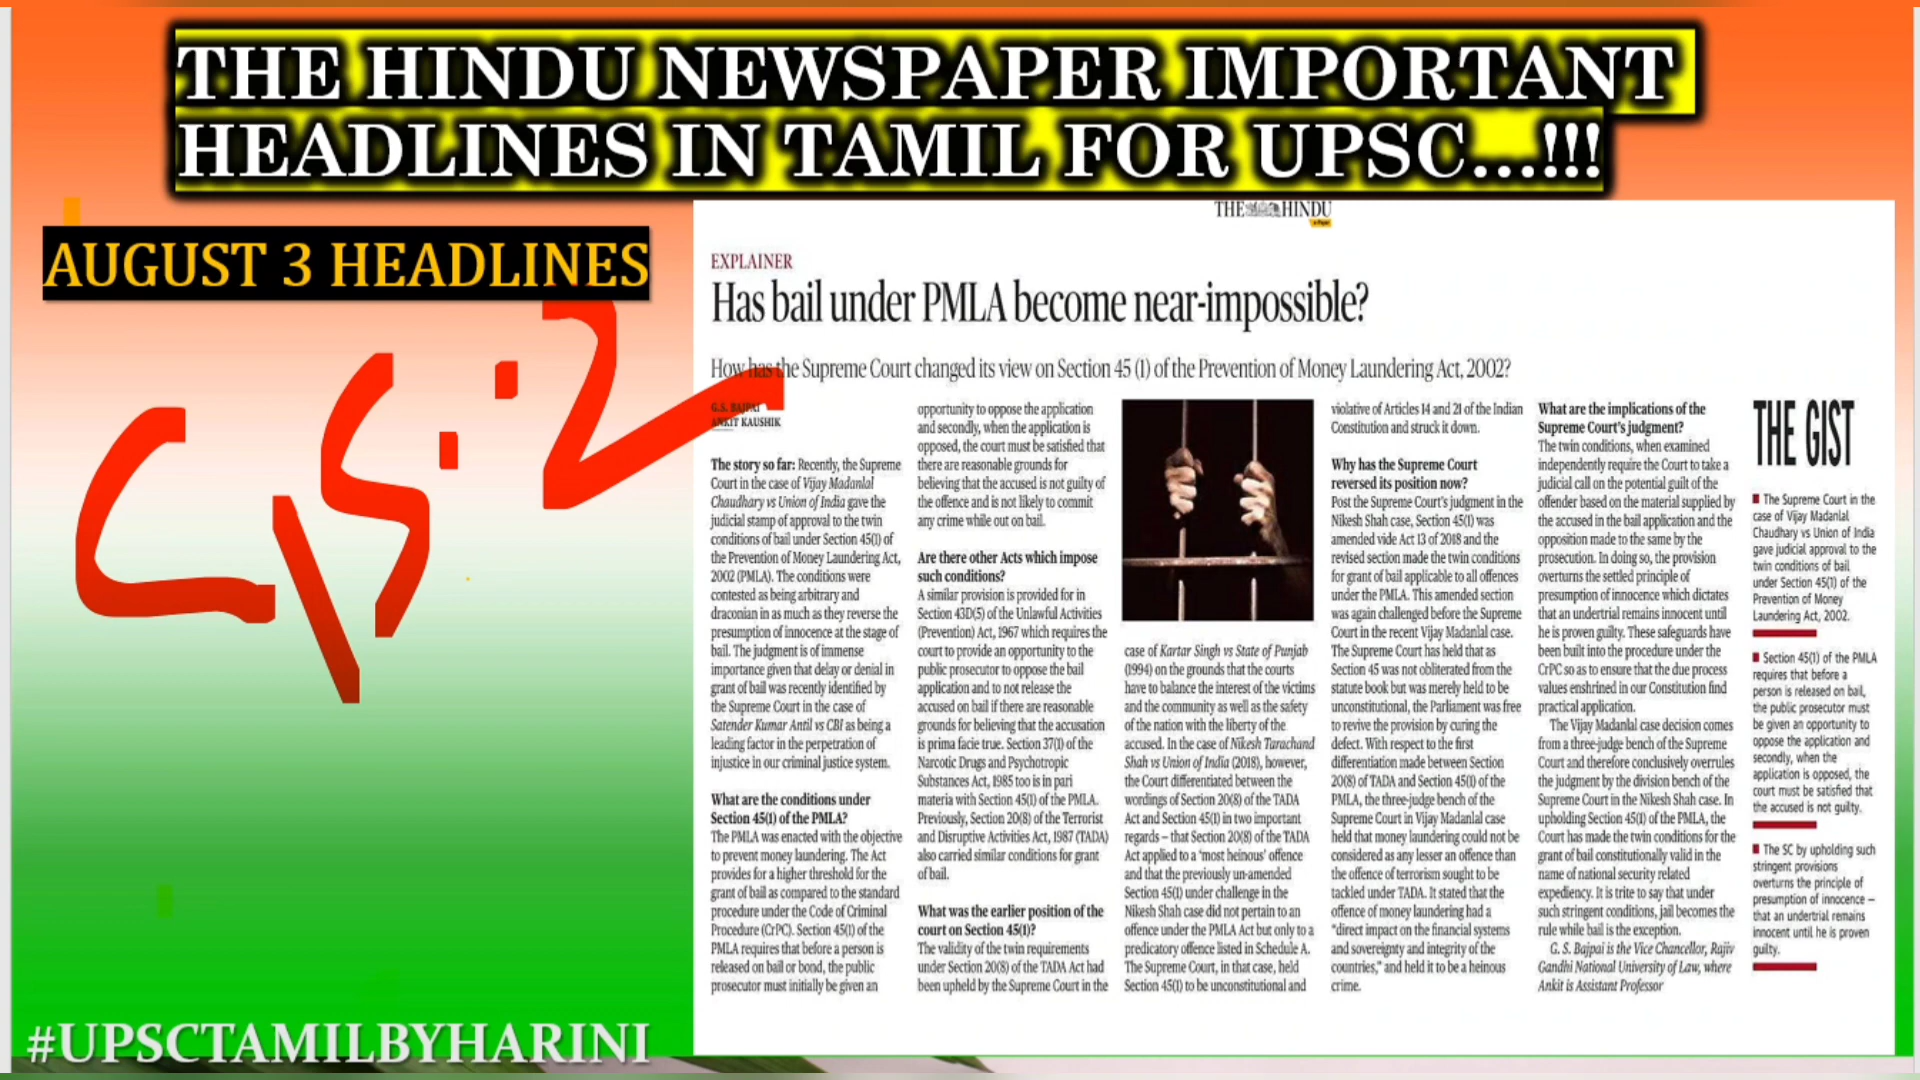 THE HINDU NEWSPAPER IMPORTANT
HEADLINES IN TAMIL FOR UPSC...!!!
AUGUST 3 HEADLINES
GS:2
THE HINDU
EXPLAINER
Has bail under PMLA become near-impossible?
How has the Supreme Court changed its view on Section 45 (1) of the Prevention of Money Laundering Act, 2002?
G.S. BAJPAI
ANKIT KAUSHIK
The story so far: Recently, the Supreme
Court in the case of Vijay Madanlal
Chaudhary vs Union of India gave the
judicial stamp of approval to the twin
conditions of bail under Section 45(1) of
the Prevention of Money Laundering Act,
2002 (PMLA). The conditions were
contested as being arbitrary and
draconian in as much as they reverse the
presumption of innocence at the stage of
bail. The judgment is of immense
importance given that delay or denial in
grant of bail was recently identified by
the Supreme Court in the case of
Satender Kumar Antil vs CBI as being a
leading factor in the perpetration of
injustice in our criminal justice system.
What are the conditions under
Section 45(1) of the PMLA?
The PMLA was enacted with the objective
to prevent money laundering. The Act
provides for a higher threshold for the
grant of bail as compared to the standard
procedure under the Code of Criminal
Procedure (CrPC). Section 45(1) of the
PMLA requires that before a person is
released on bail or bond, the public
prosecutor must initially be given an
opportunity to oppose the application
and secondly, when the application is
opposed, the court must be satisfied that
there are reasonable grounds for
believing that the accused is not guilty of
the offence and is not likely to commit
any crime while out on bail.
Are there other Acts which impose
such conditions?
A similar provision is provided for in
Section 43D(5) of the Unlawful Activities
(Prevention) Act, 1967 which requires the
court to provide an opportunity to the
public prosecutor to oppose the bail
application and to not release the
accused on bail if there are reasonable
grounds for believing that the accusation
is prima facie true. Section 37(1) of the
Narcotic Drugs and Psychotropic
Substances Act, 1985 too is in pari
materia with Section 45(1) of the PMLA.
Previously, Section 20(8) of the Terrorist
and Disruptive Activities Act, 1987 (TADA)
also carried similar conditions for grant
of bail.
What was the earlier position of the
court on Section 45(1)?
The validity of the twin requirements
under Section 20(8) of the TADA Act had
been upheld by the Supreme Court in the
case of Kartar Singh vs State of Punjab
(1994) on the grounds that the courts
have to balance the interest of the victims
and the community as well as the safety
of the nation with the liberty of the
accused. In the case of Nikesh Tarachand
Shah vs Union of India (2018), however,
the Court differentiated between the
wordings of Section 20(8) of the TADA
Act and Section 45(1) in two important
regards – that Section 20(8) of the TADA
Act applied to a 'most heinous' offence
and that the previously un-amended
Section 45(1) under challenge in the
Nikesh Shah case did not pertain to an
offence under the PMLA Act but only to a
predicatory offence listed in Schedule A.
The Supreme Court, in that case, held
Section 45(1) to be unconstitutional and
violative of Articles 14 and 21 of the Indian
Constitution and struck it down.
Why has the Supreme Court
reversed its position now?
Post the Supreme Court's judgment in the
Nikesh Shah case, Section 45(1) was
amended vide Act 13 of 2018 and the
revised section made the twin conditions
for grant of bail applicable to all offences
under the PMLA. This amended section
was again challenged before the Supreme
Court in the recent Vijay Madanlal case.
The Supreme Court has held that as
Section 45 was not obliterated from the
statute book but was merely held to be
unconstitutional, the Parliament was free
to revive the provision by curing the
defect. With respect to the first
differentiation made between Section
20(8) of TADA and Section 45(1) of the
PMLA, the three-judge bench of the
Supreme Court in Vijay Madanlal case
held that money laundering could not be
considered as any lesser an offence than
the offence of terrorism sought to be
tackled under TADA. It stated that the
offence of money laundering had a
"direct impact on the financial systems
and sovereignty and integrity of the
countries," and held it to be a heinous
crime.
What are the implications of the
Supreme Court's judgment?
The twin conditions, when examined
independently require the Court to take a
judicial call on the potential guilt of the
offender based on the material supplied by
the accused in the bail application and the
opposition made to the same by the
prosecution. In doing so, the provision
overturns the settled principle of
presumption of innocence which dictates
that an undertrial remains innocent until
he is proven guilty. These safeguards have
been built into the procedure under the
CrPC so as to ensure that the due process
values enshrined in our Constitution find
practical application.
The Vijay Madanlal case decision comes
from a three-judge bench of the Supreme
Court and therefore conclusively overrules
the judgment by the division bench of the
Supreme Court in the Nikesh Shah case. In
upholding Section 45(1) of the PMLA, the
Court has made the twin conditions for the
grant of bail constitutionally valid in the
name of national security related
expediency. It is trite to say that under
such stringent conditions, jail becomes the
rule while bail is the exception.
G. S. Bajpai is the Vice Chancellor, Rajiv
Gandhi National University of Law, where
Ankit is Assistant Professor
THE GIST
The Supreme Court in the
case of Vijay Madanlal
Chaudhary vs Union of India
gave judicial approval to the
twin conditions of bail
under Section 45(1) of the
Prevention of Money
Laundering Act, 2002.
Section 45(1) of the PMLA
requires that before a
person is released on bail,
the public prosecutor must
be given an opportunity to
oppose the application and
secondly, when the
application is opposed, the
court must be satisfied that
the accused is not guilty.
The SC by upholding such
stringent provisions
overturns the principle of
presumption of innocence –
that an undertrial remains
innocent until he is proven
guilty.
#UPSCTAMILBYHARINI